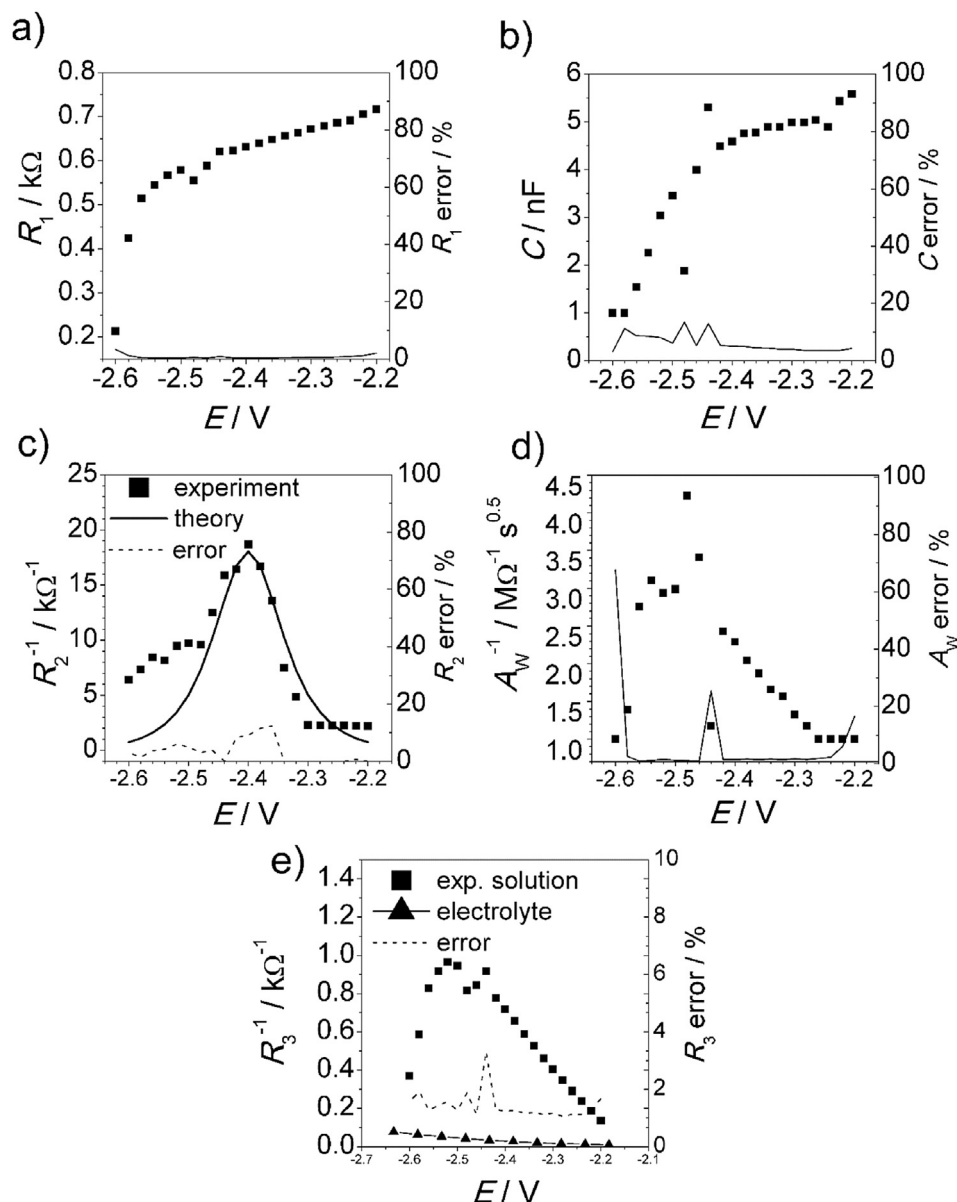 a)
0.8
0.7
0.6
0.5
0.4
0.3
0.2
R1 / kΩ
100
80
60
40
20
0
R1 error / %
-2.6 -2.5 -2.4 -2.3 -2.2
E / V
b)
6
5
4
3
2
1
0
C / nF
100
80
60
40
20
0
C error / %
-2.6 -2.5 -2.4 -2.3 -2.2
E / V
c)
25
20
15
10
5
0
R2^-1 / kΩ^-1
experiment
theory
error
100
80
60
40
20
0
R2 error / %
-2.6 -2.5 -2.4 -2.3 -2.2
E / V
d)
4.5
4.0
3.5
3.0
2.5
2.0
1.5
1.0
AW^-1 / MΩ^-1 s^0.5
100
80
60
40
20
0
AW error / %
-2.6 -2.5 -2.4 -2.3 -2.2
E / V
e)
1.4
1.2
1.0
0.8
0.6
0.4
0.2
0.0
R3^-1 / kΩ^-1
exp. solution
electrolyte
error
10
8
6
4
2
0
R3 error / %
-2.7 -2.6 -2.5 -2.4 -2.3 -2.2 -2.1
E / V